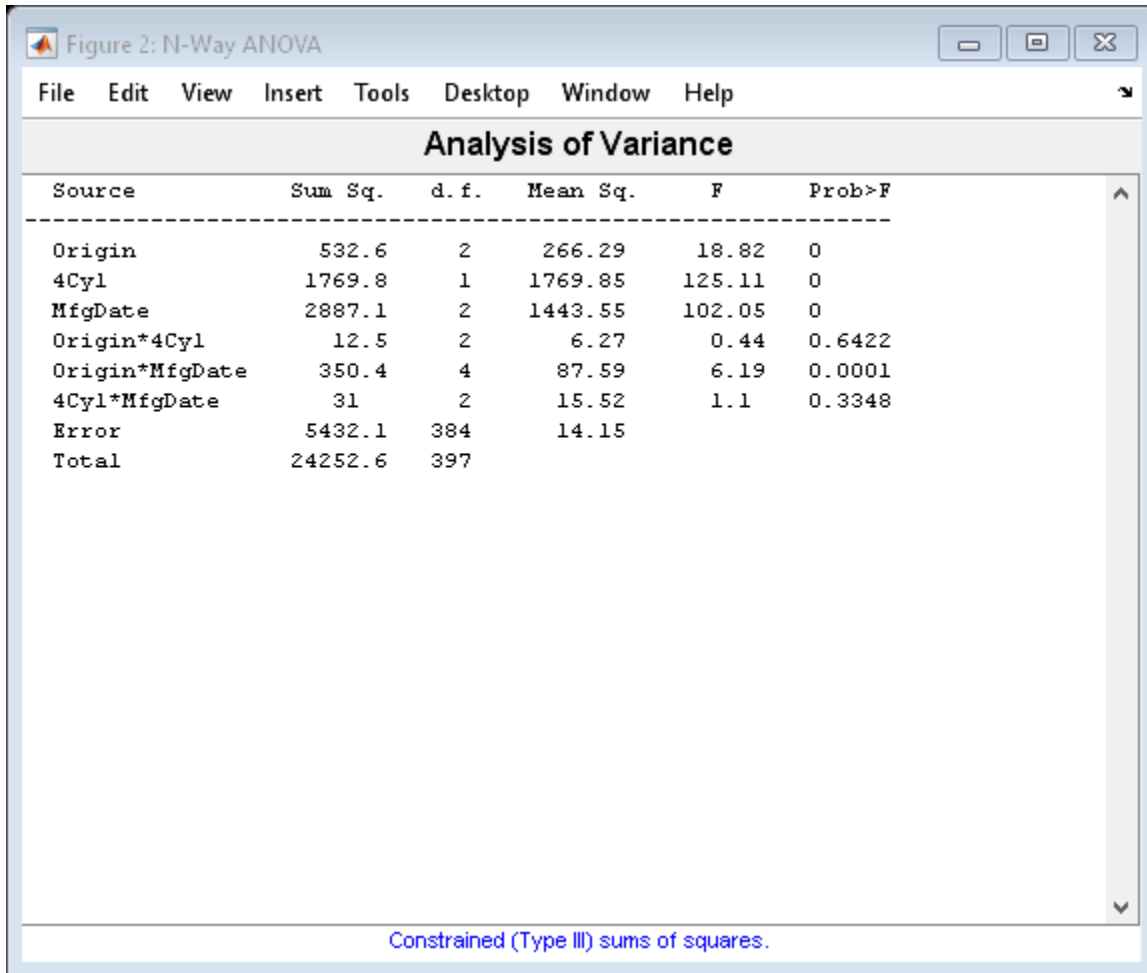 Figure 2: N-Way ANOVA
File Edit View Insert Tools Desktop Window Help
Analysis of Variance
Source Sum Sq. d.f. Mean Sq. F Prob>F
Origin 532.6 2 266.29 18.82 0
4Cyl 1769.8 1 1769.85 125.11 0
MfgDate 2887.1 2 1443.55 102.05 0
Origin*4Cyl 12.5 2 6.27 0.44 0.6422
Origin*MfgDate 350.4 4 87.59 6.19 0.0001
4Cyl*MfgDate 31 2 15.52 1.1 0.3348
Error 5432.1 384 14.15
Total 24252.6 397
Constrained (Type III) sums of squares.